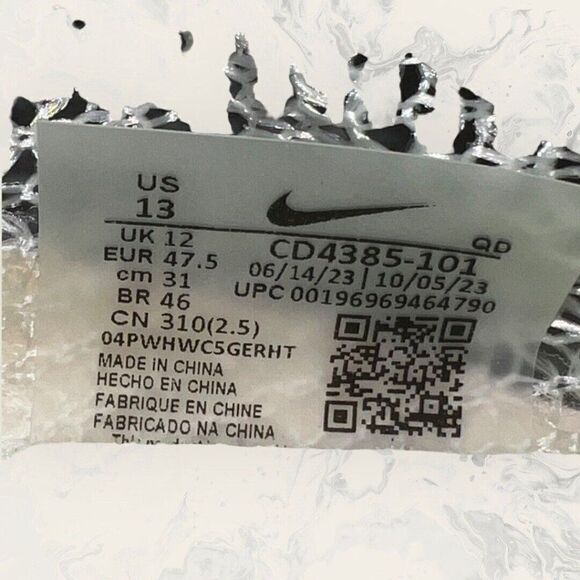 US
13
QD
UK 12
CD4385-101
EUR 47.5
06/14/23 | 10/05/23
cm 31
UPC 00196969464790
BR 46
CN 310(2.5)
04PWHWC5GERHT
MADE IN CHINA
HECHO EN CHINA
FABRIQUE EN CHINE
FABRICADO NA CHINA